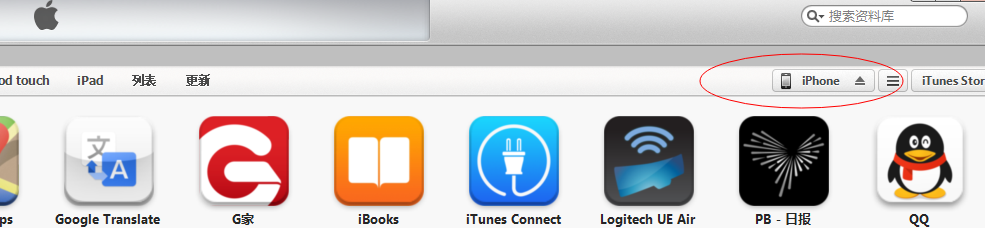 搜索资料库
od touch iPad 列表 更新 iPhone iTunes Stor
文 A G
ps Google Translate G家 iBooks iTunes Connect Logitech UE Air PB - 日报 QQ